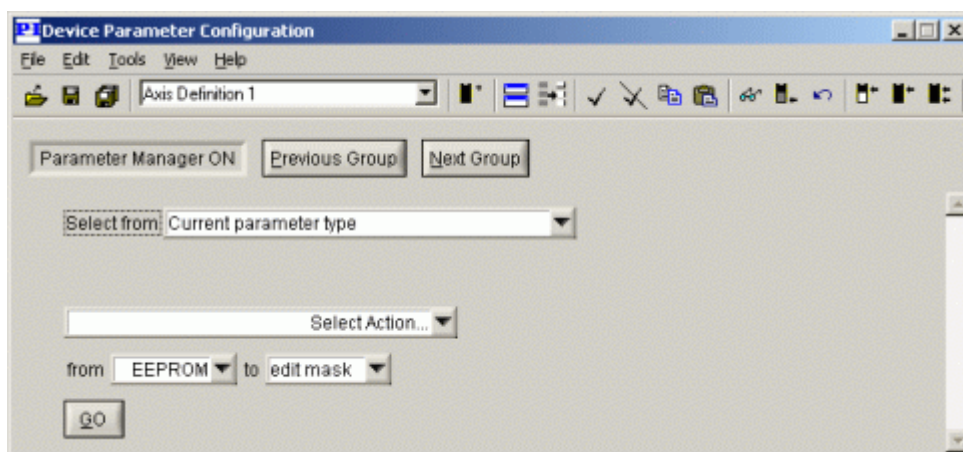 PI Device Parameter Configuration
File Edit Tools View Help
Axis Definition 1
Parameter Manager ON Previous Group Next Group
Select from Current parameter type
Select Action...
from EEPROM to edit mask
GO